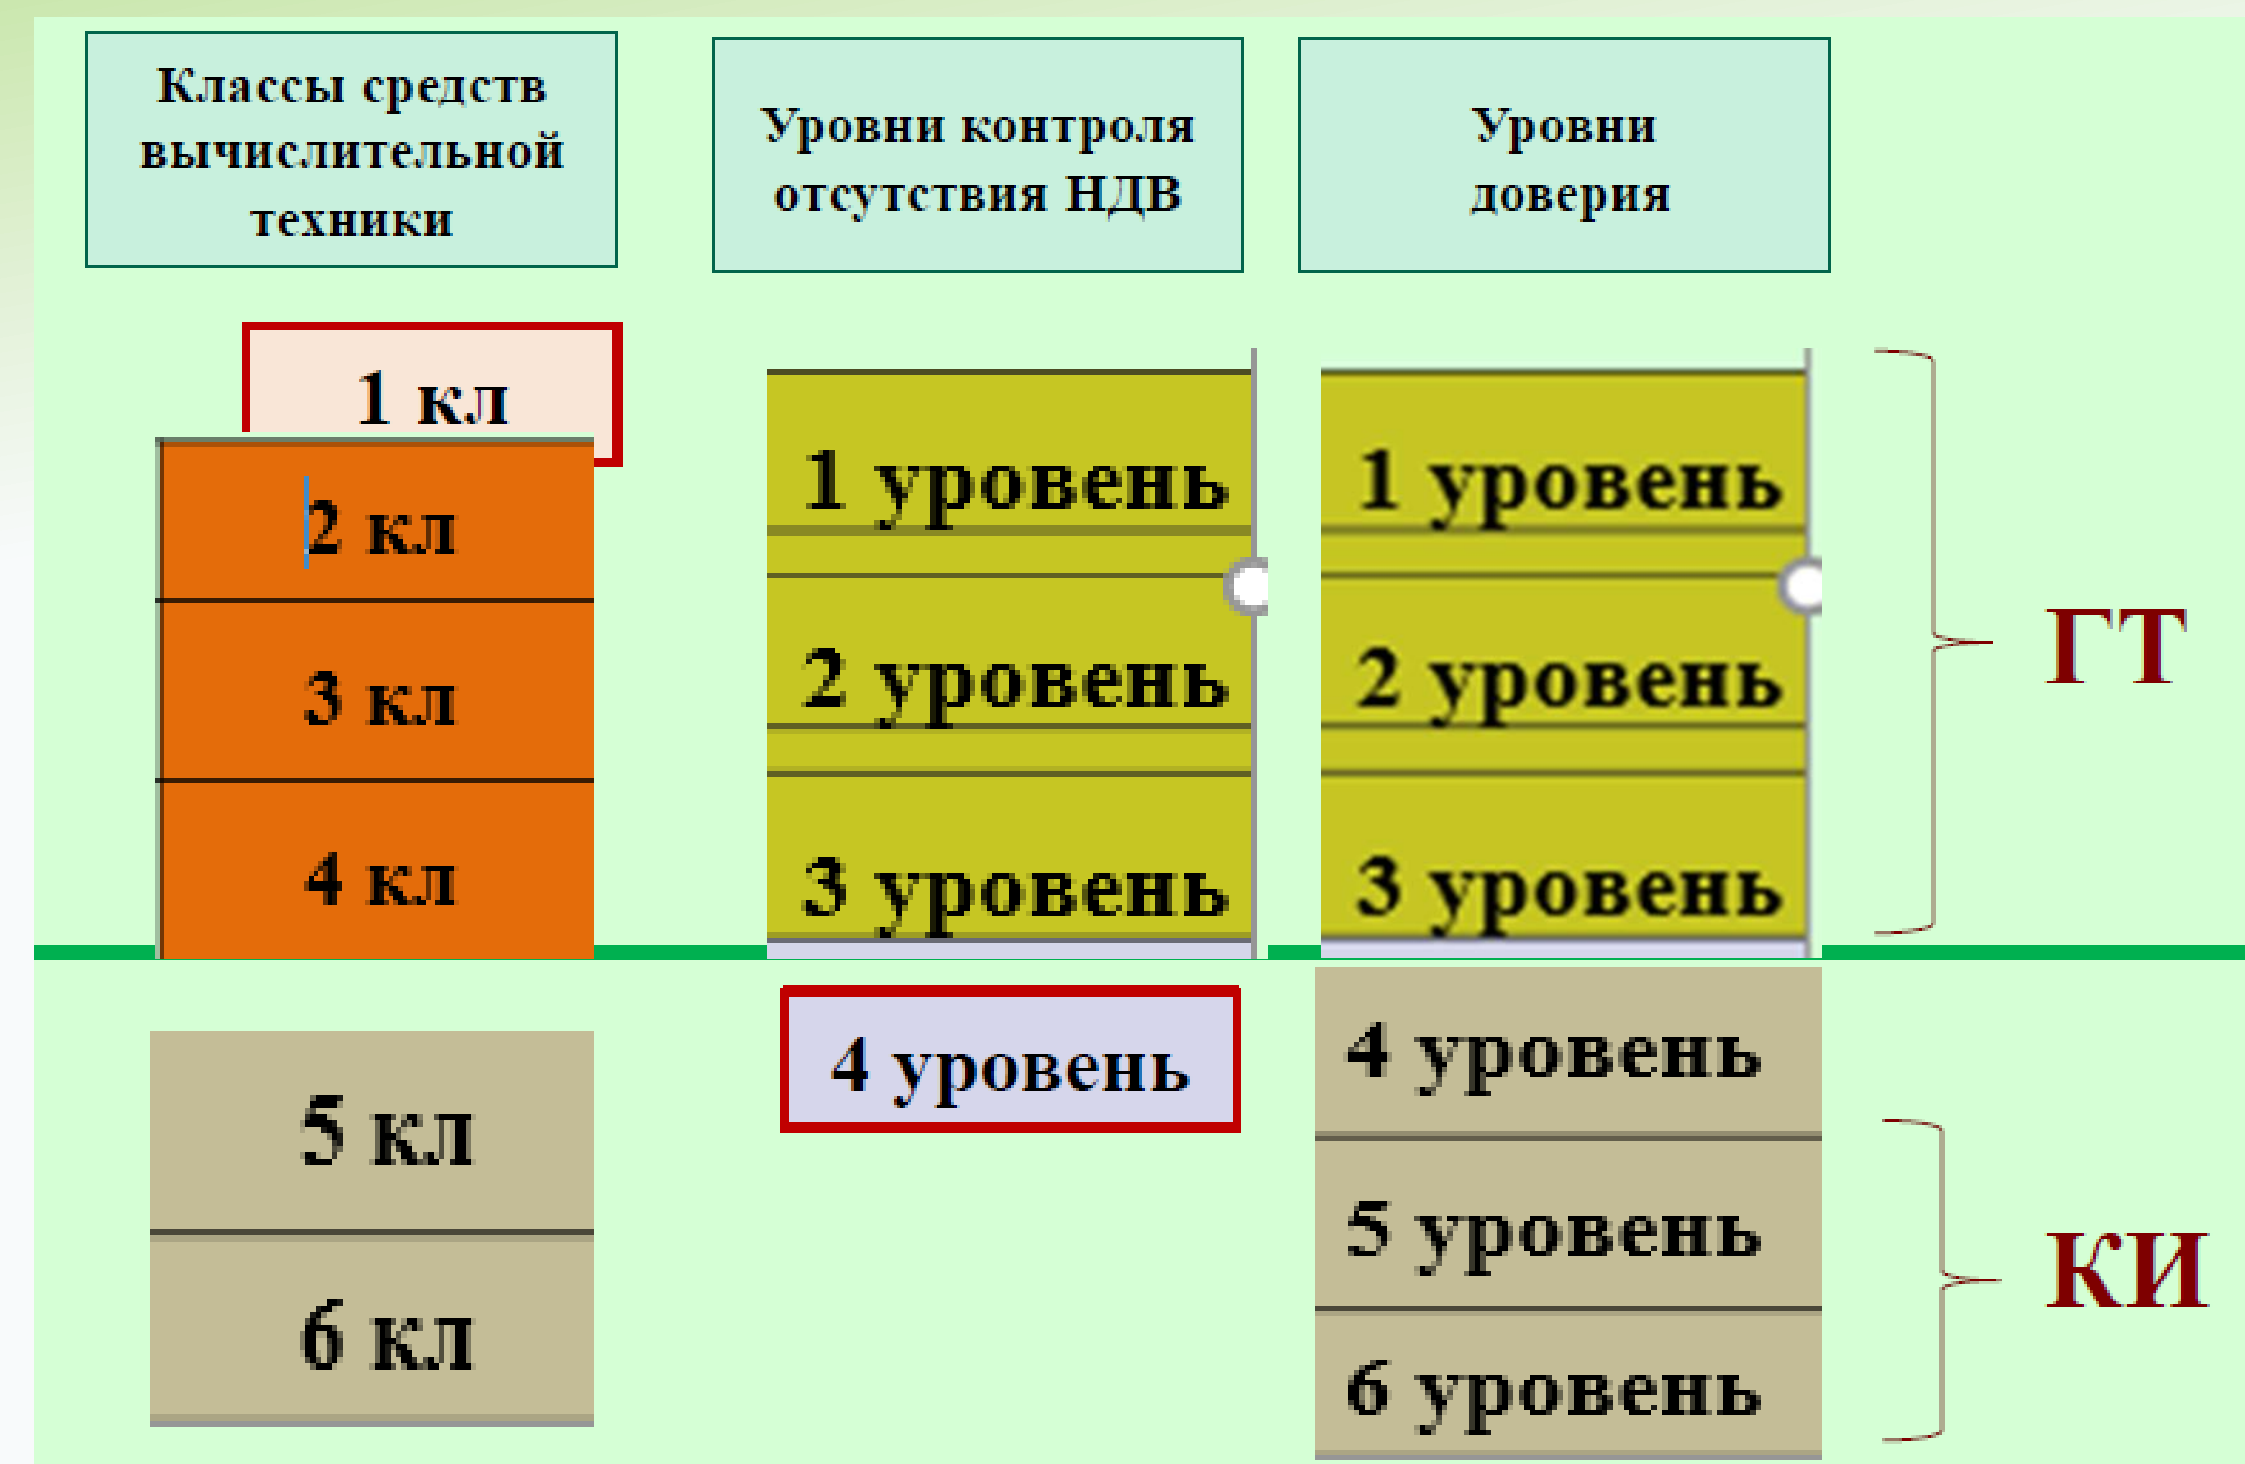 Классы средств
вычислительной
техники
Уровни контроля
отсутствия НДВ
Уровни
доверия
1 кл
2 кл
3 кл
4 кл
5 кл
6 кл
1 уровень
2 уровень
3 уровень
4 уровень
1 уровень
2 уровень
3 уровень
4 уровень
5 уровень
6 уровень
ГТ
КИ